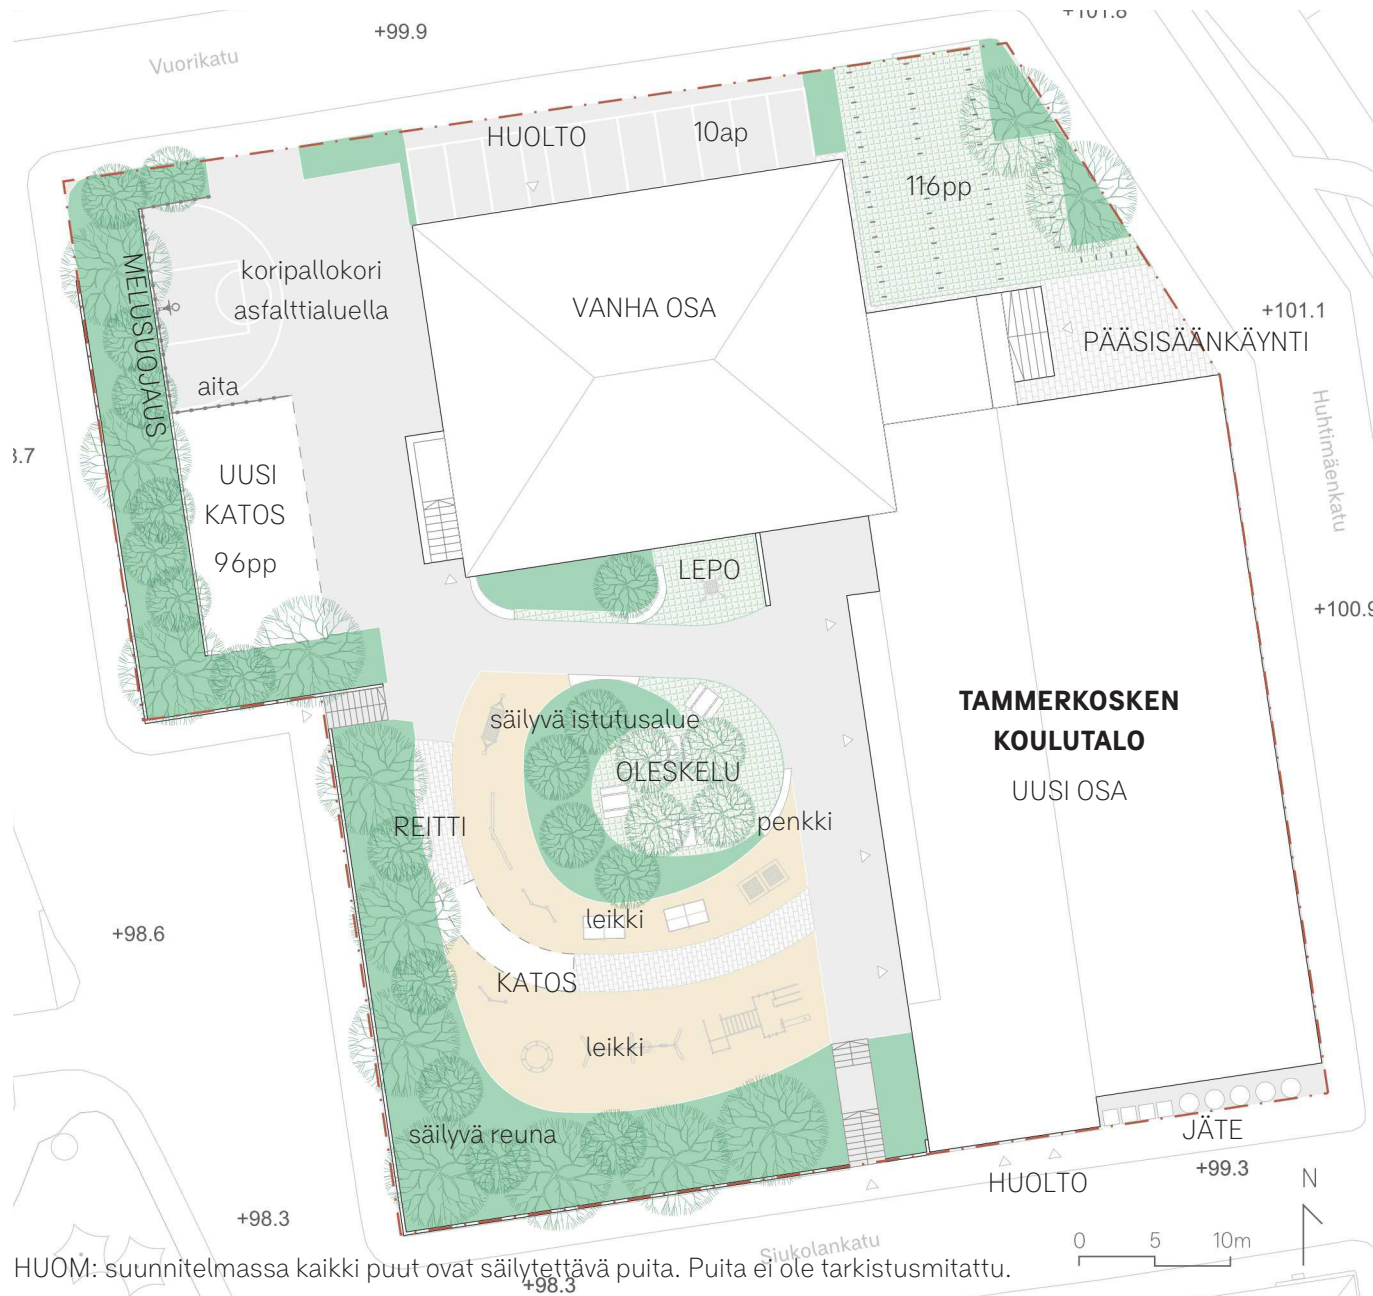 +99.9
+101.8
Vuorikatu
HUOLTO
10ap
116pp
MELUSUOJAUS
koripallokori
asfalttialuella
VANHA OSA
+101.1
PÄÄSISÄÄNKÄYNTI
aita
Huhtimäenkatu
UUSI
KATOS
96pp
LEPO
+100.9
TAMMERKOSKEN
KOULUTALO
UUSI OSA
säilyvä istutusalue
OLESKELU
REITTI
penkki
leikki
+98.6
KATOS
leikki
säilyvä reuna
JÄTE
+99.3
HUOLTO
N
+98.3
Siukolankatu
0 5 10m
HUOM: suunnitelmassa kaikki puut ovat säilytettävä puita. Puita ei ole tarkistusmitattu.
+98.3